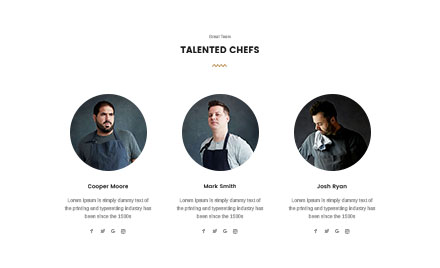 Great Team
TALENTED CHEFS
Cooper Moore
Lorem Ipsum is simply dummy text of
the printing and typesetting industry has
been since the 1530s
Mark Smith
Lorem Ipsum is simply dummy text of
the printing and typesetting industry has
been since the 1530s
Josh Ryan
Lorem Ipsum is simply dummy text of
the printing and typesetting industry has
been since the 1530s